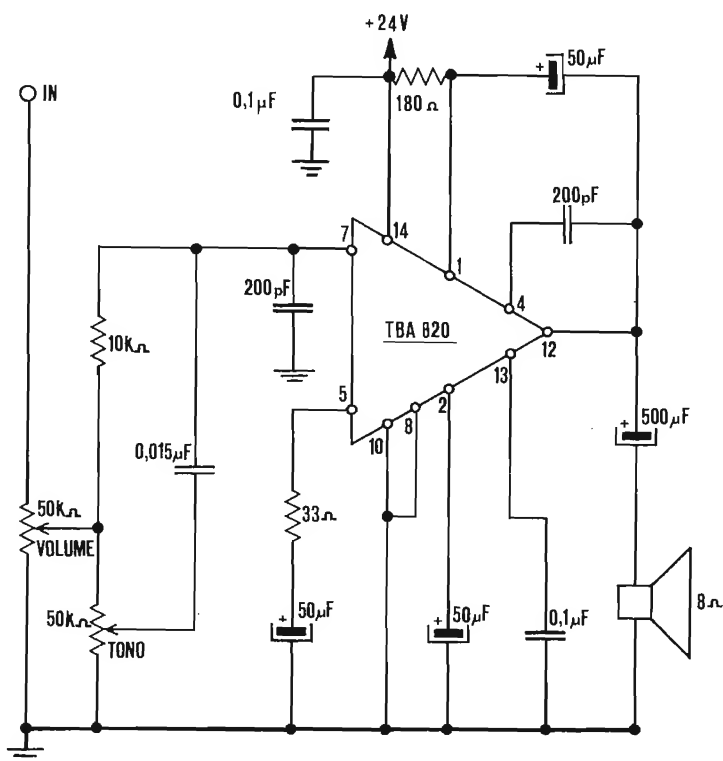 +24V
50µF
+
IN
0,1µF
180Ω
200pF
7
14
1
200pF
4
10kΩ
TBA 820
12
13
5
2
8
10
+
500µF
0,015µF
50kΩ
VOLUME
33Ω
50kΩ
TONO
+
50µF
+
50µF
0,1µF
8Ω